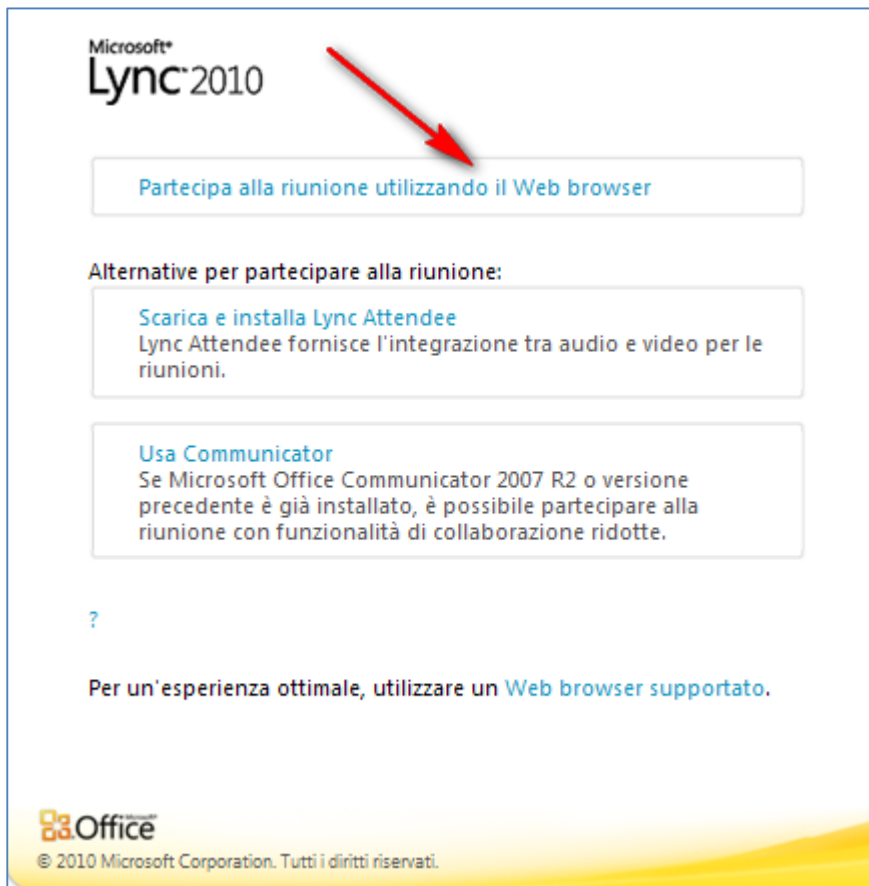 Microsoft®
Lync™ 2010
Partecipa alla riunione utilizzando il Web browser
Alternative per partecipare alla riunione:
Scarica e installa Lync Attendee
Lync Attendee fornisce l'integrazione tra audio e video per le
riunioni.
Usa Communicator
Se Microsoft Office Communicator 2007 R2 o versione
precedente è già installato, è possibile partecipare alla
riunione con funzionalità di collaborazione ridotte.
?
Per un'esperienza ottimale, utilizzare un Web browser supportato.
Microsoft®
Office
© 2010 Microsoft Corporation. Tutti i diritti riservati.